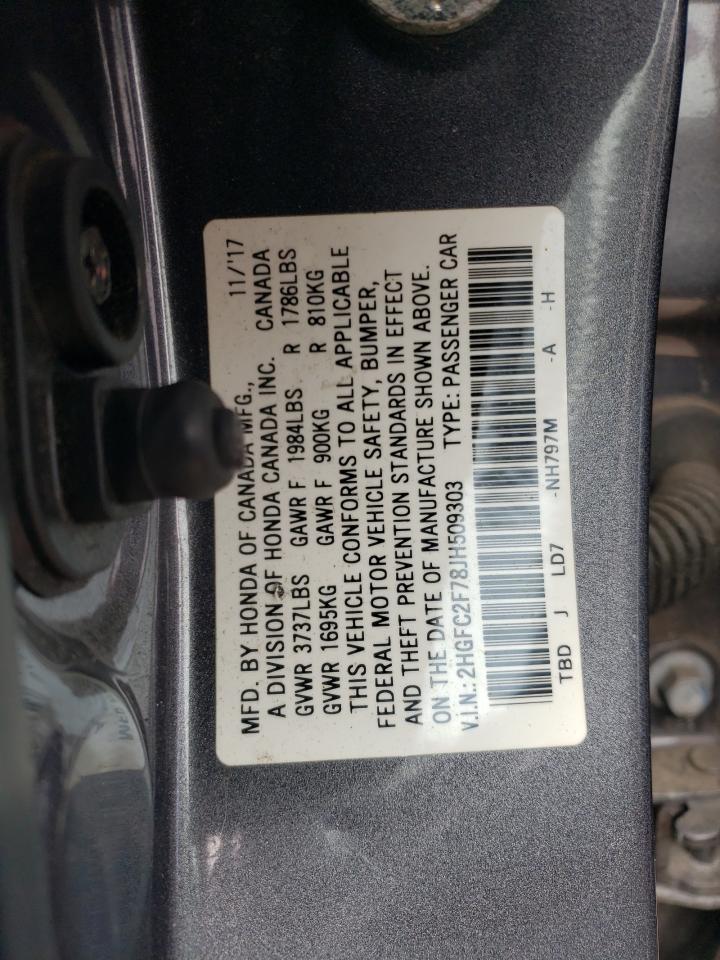 MFD. BY HONDA OF CANADA MFG., 11/'17
A DIVISION OF HONDA CANADA INC. CANADA
GVWR 3737LBS GAWR F 1984LBS R 1786LBS
GVWR 1695KG GAWR F 900KG R 810KG
THIS VEHICLE CONFORMS TO ALL APPLICABLE
FEDERAL MOTOR VEHICLE SAFETY, BUMPER,
AND THEFT PREVENTION STANDARDS IN EFFECT
ON THE DATE OF MANUFACTURE SHOWN ABOVE.
V.I.N.: 2HGFC2F78JH509303 TYPE: PASSENGER CAR
TBD J LD7 -NH797M -A -H